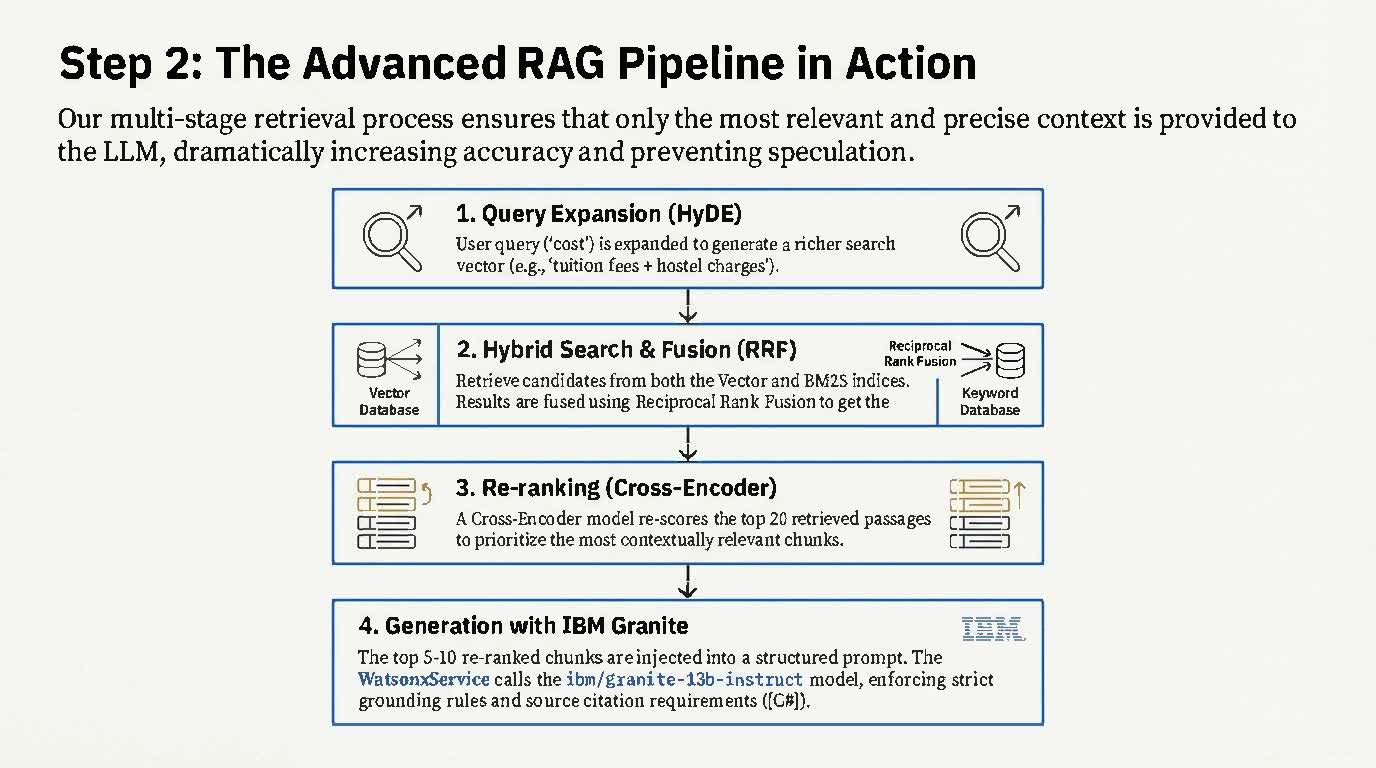 Step 2: The Advanced RAG Pipeline in Action
Our multi-stage retrieval process ensures that only the most relevant and precise context is provided to
the LLM, dramatically increasing accuracy and preventing speculation.
1. Query Expansion (HyDE)
User query (‘cost’) is expanded to generate a richer search
vector (e.g., ‘tuition fees + hostel charges’).
Vector
Database
2. Hybrid Search & Fusion (RRF)
Retrieve candidates from both the Vector and BM25 indices.
Results are fused using Reciprocal Rank Fusion to get the
Reciprocal
Rank Fusion
Keyword
Database
3. Re-ranking (Cross-Encoder)
A Cross-Encoder model re-scores the top 20 retrieved passages
to prioritize the most contextually relevant chunks.
4. Generation with IBM Granite
IBM
The top 5-10 re-ranked chunks are injected into a structured prompt. The
WatsonxService calls the ibm/granite-13b-instruct model, enforcing strict
grounding rules and source citation requirements ([C#]).